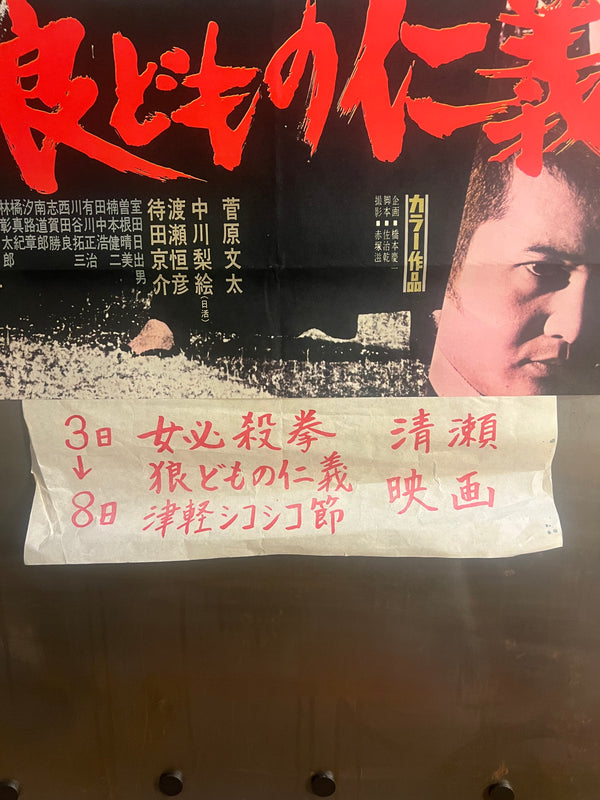 狼どもの仁義
カラー作品
企画■橋本慶一
脚本■佐治乾
撮影■赤塚滋
菅原文太
中川梨絵(日活)
渡瀬恒彦
待田京介
室田日出男
曽根晴美
楠本健二
田中浩
有川正治
川谷拓三
西田良
志賀勝
南道郎
汐路章
橘真紀
林彰太郎
3日 女必殺拳 清瀬
↓ 狼どもの仁義 映画
8日 津軽シコシコ節